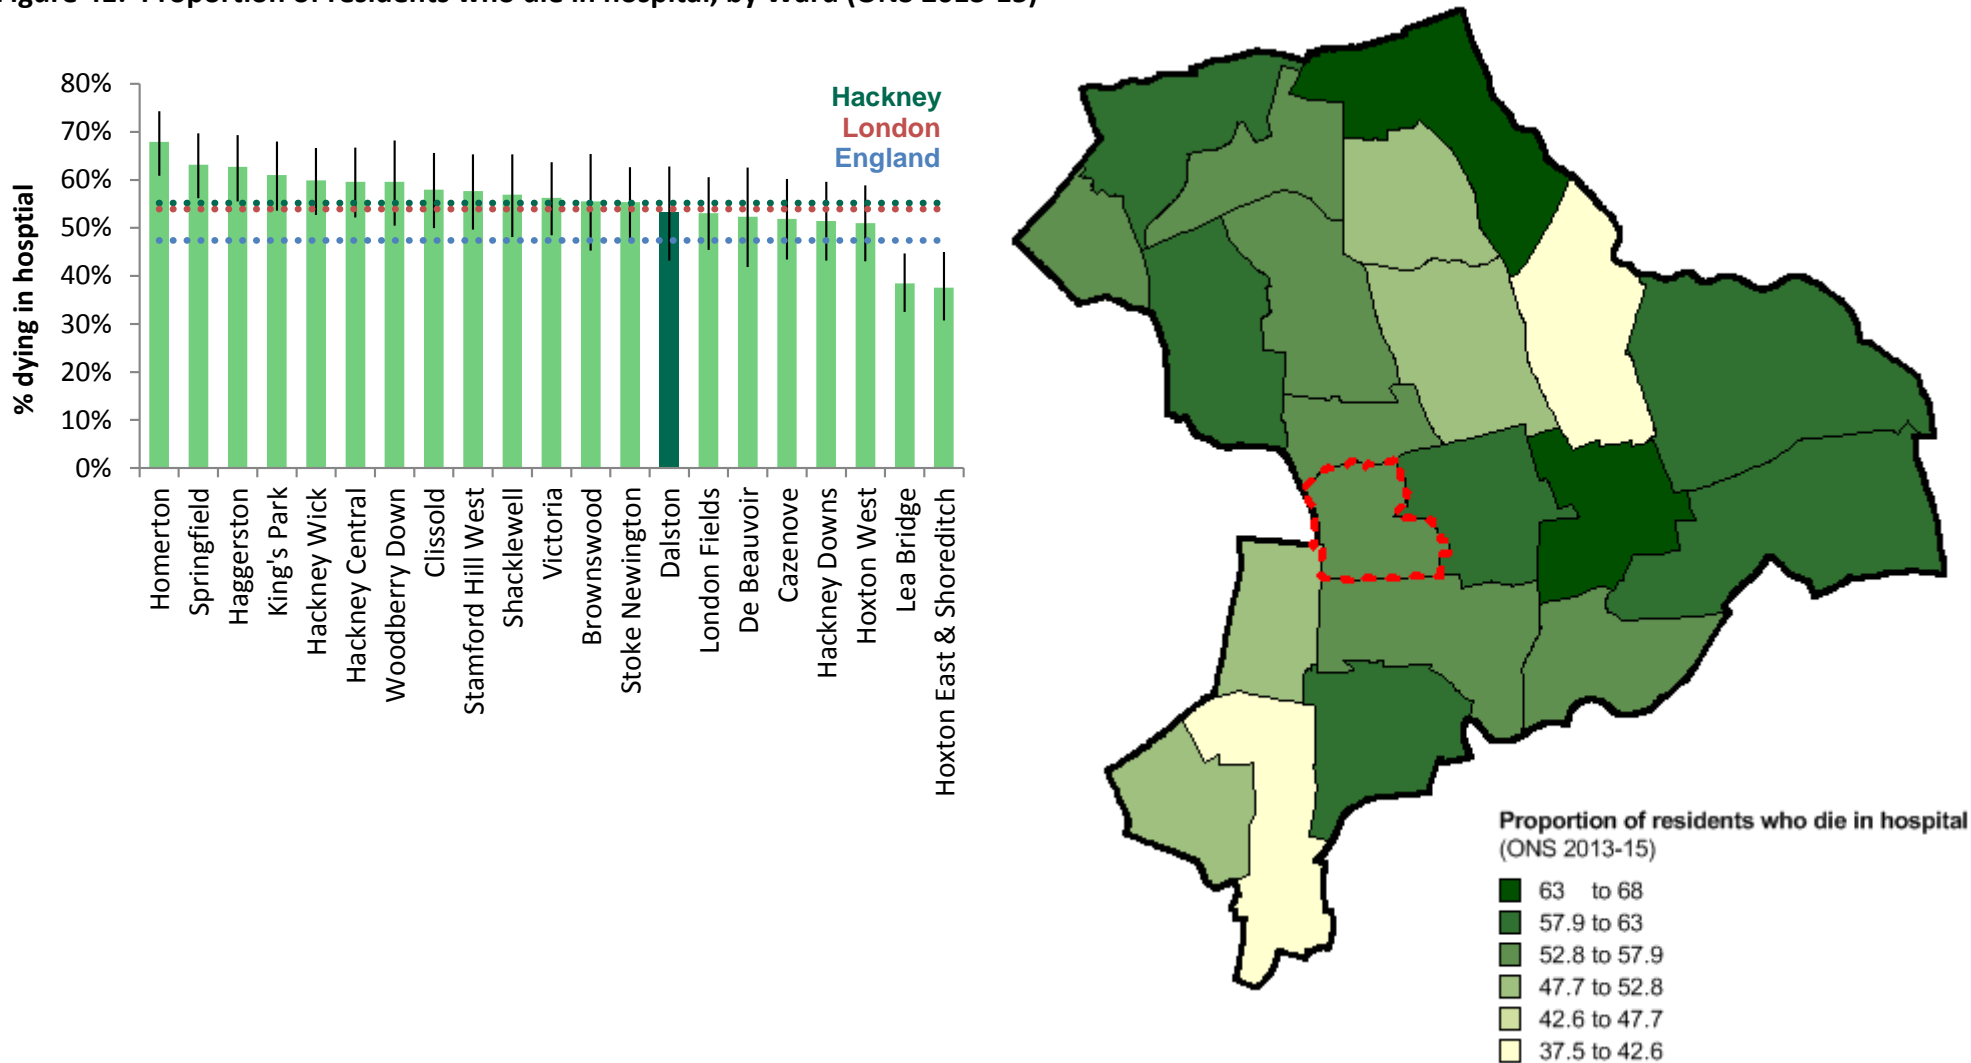 80%
70%
60%
50%
40%
30%
20%
10%
0%
% dying in hosptial
Hackney
London
England
Homerton
Springfield
Haggerston
King's Park
Hackney Wick
Hackney Central
Woodberry Down
Clissold
Stamford Hill West
Shacklewell
Victoria
Brownswood
Stoke Newington
Dalston
London Fields
De Beauvoir
Cazenove
Hackney Downs
Hoxton West
Lea Bridge
Hoxton East & Shoreditch
Proportion of residents who die in hospital
(ONS 2013-15)
63 to 68
57.9 to 63
52.8 to 57.9
47.7 to 52.8
42.6 to 47.7
37.5 to 42.6